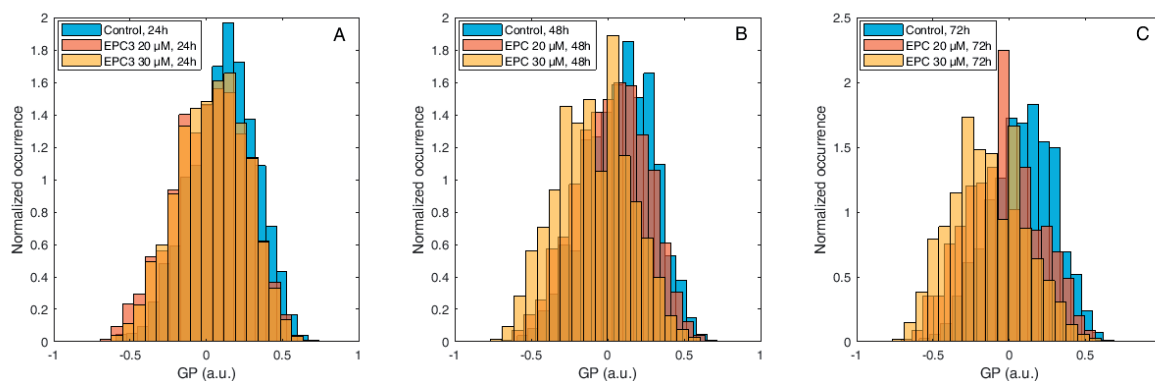 A
Control, 24h
EPC3 20 µM, 24h
EPC3 30 µM, 24h
Normalized occurrence
2
1.8
1.6
1.4
1.2
1
0.8
0.6
0.4
0.2
0
-1
-0.5
0
0.5
1
GP (a.u.)
B
Control, 48h
EPC 20 µM, 48h
EPC 30 µM, 48h
Normalized occurrence
2
1.8
1.6
1.4
1.2
1
0.8
0.6
0.4
0.2
0
-1
-0.5
0
0.5
1
GP (a.u.)
C
Control, 72h
EPC 20 µM, 72h
EPC 30 µM, 72h
Normalized occurrence
2.5
2
1.5
1
0.5
0
-1
-0.5
0
0.5
1
GP (a.u.)